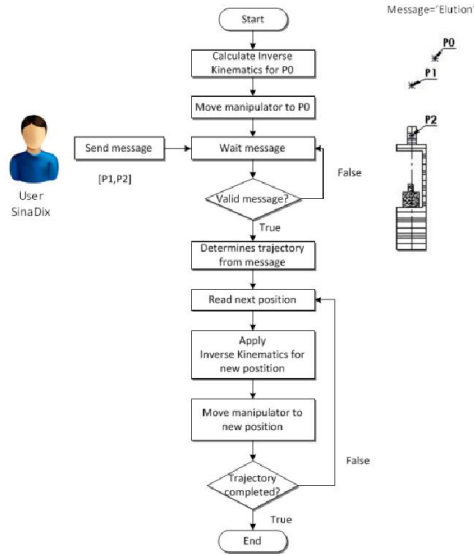 Message='Elution'
Start
P0
Calculate Inverse
Kinematics for P0
P1
Move manipulator to P0
P2
Send message
Wait message
[P1,P2]
False
User
SinaDix
Valid message?
True
Determines trajectory
from message
Read next position
Apply
Inverse Kinematics for
new postition
Move manipulator to
new position
False
Trajectory
completed?
True
End